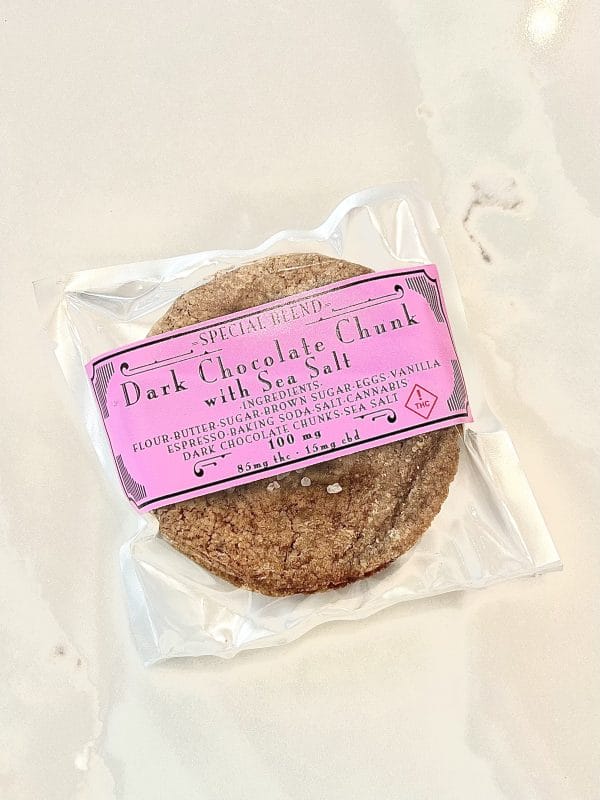 -SPECIAL BLEND-
Dark Chocolate Chunk
with Sea Salt
.INGREDIENTS.
FLOUR-BUTTER-SUGAR-BROWN SUGAR-EGGS-VANILLA
ESPRESSO-BAKING SODA-SALT-CANNABIS
DARK CHOCOLATE CHUNKS-SEA SALT
100 mg
85mg thc · 15mg cbd
!
THC